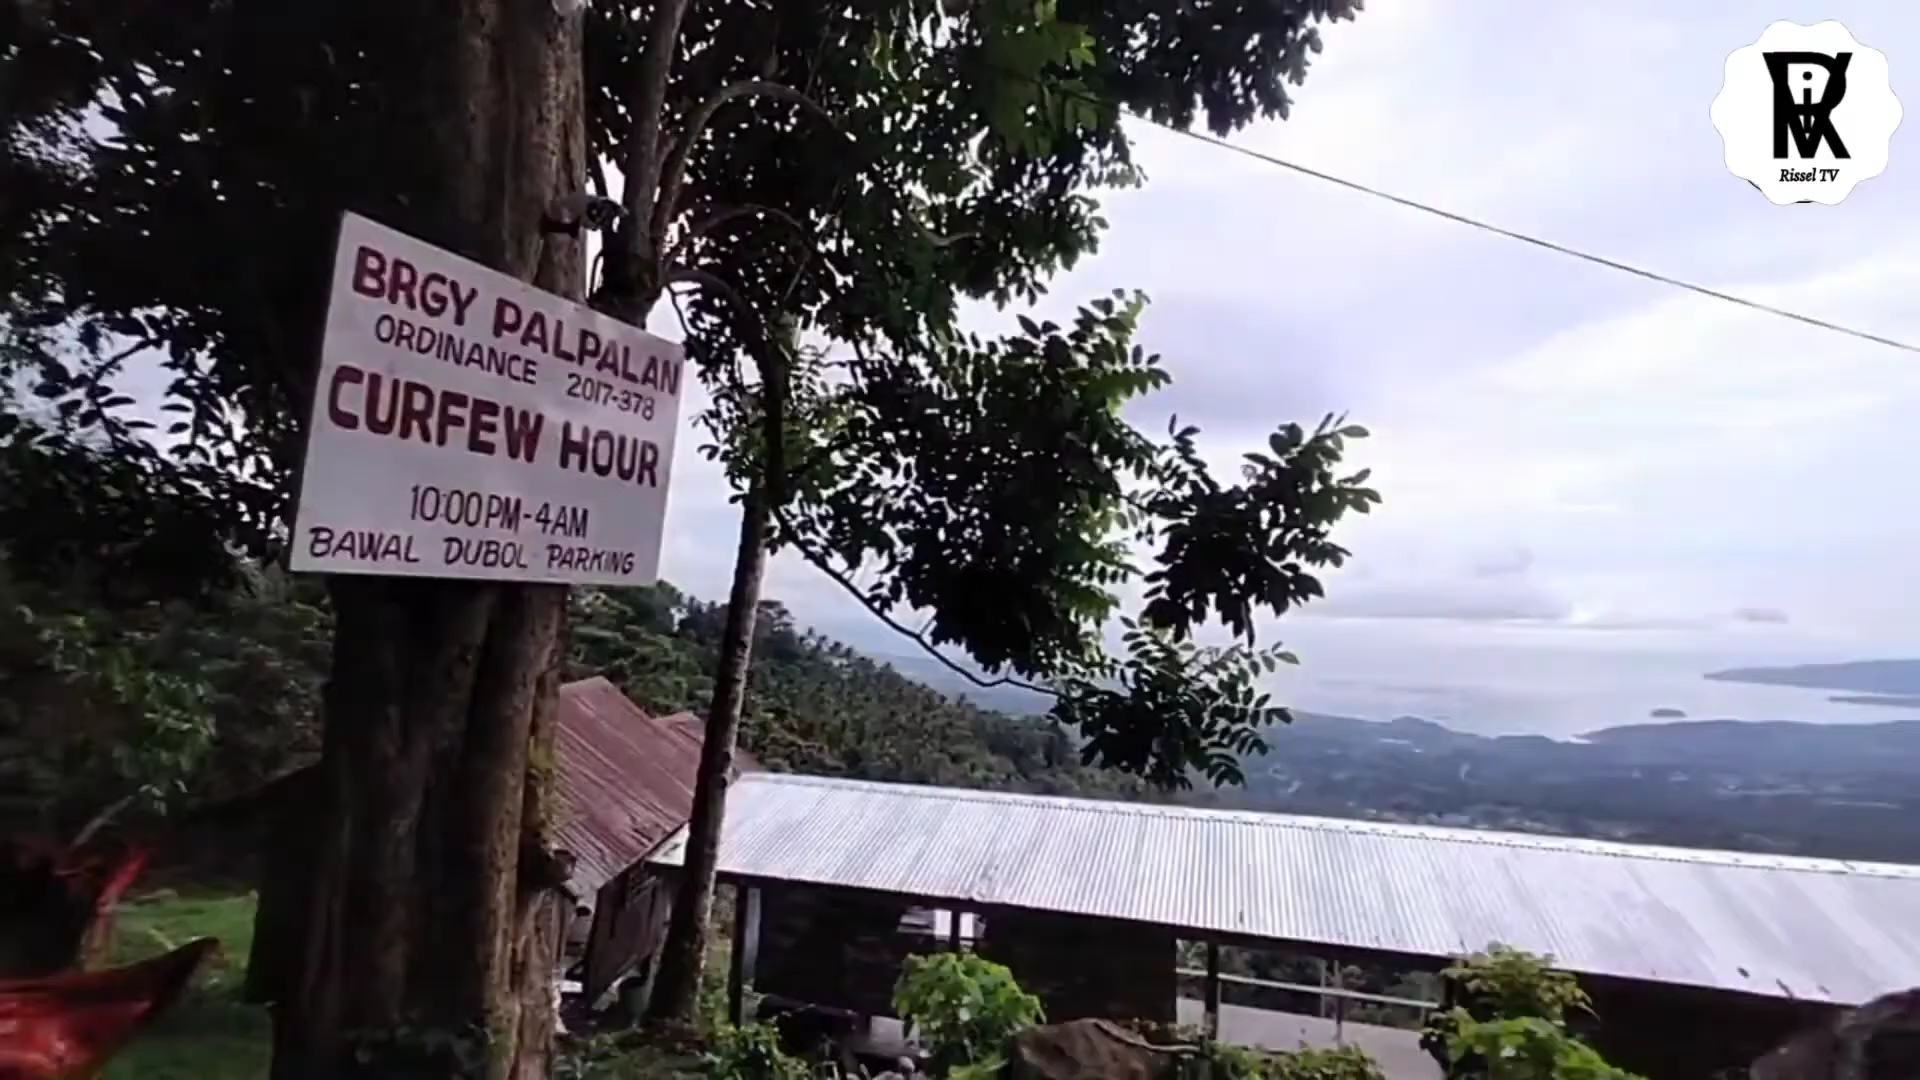 BRGY PALPALAN
ORDINANCE 2017-378
CURFEW HOUR
10:00PM-4AM
BAWAL DUBOL PARKING
Rissel TV